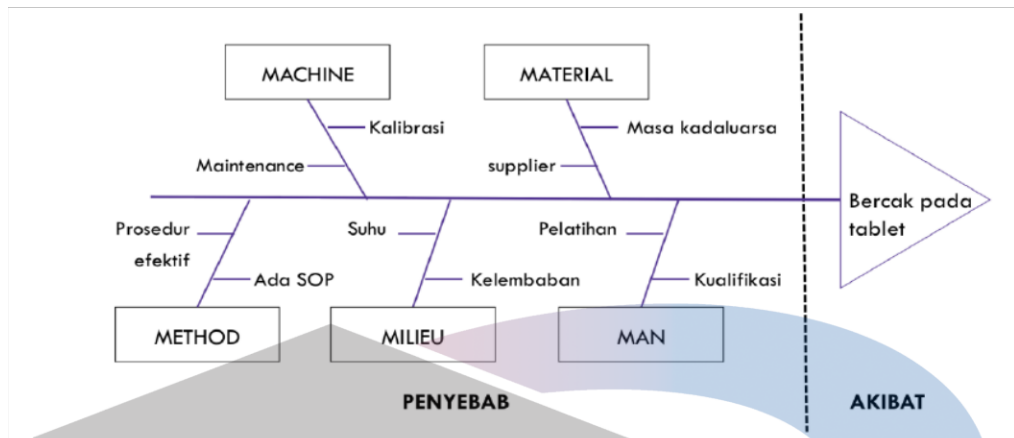 MACHINE
MATERIAL
Kalibrasi
Masa kadaluarsa
Maintenance
supplier
Bercak pada
tablet
Prosedur
efektif
Suhu
Pelatihan
Ada SOP
Kelembaban
Kualifikasi
METHOD
MILIEU
MAN
PENYEBAB
AKIBAT